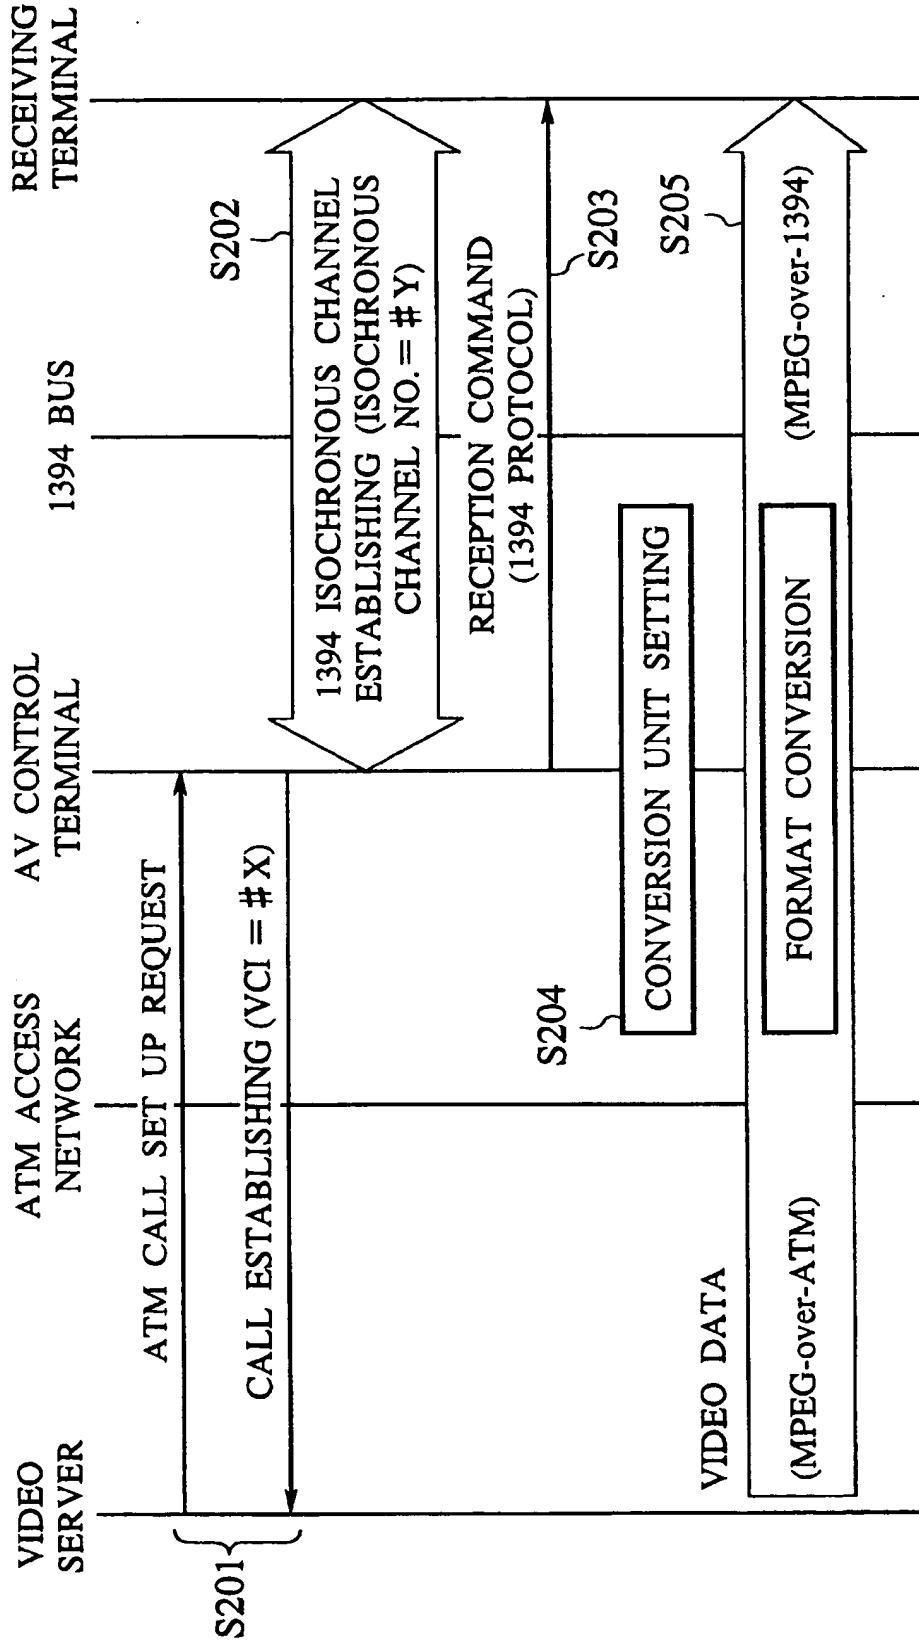 VIDEO
SERVER
ATM ACCESS
NETWORK
AV CONTROL
TERMINAL
1394 BUS
RECEIVING
TERMINAL
S201
ATM CALL SET UP REQUEST
CALL ESTABLISHING (VCI = #X)
S202
1394 ISOCHRONOUS CHANNEL
ESTABLISHING (ISOCHRONOUS
CHANNEL NO. = #Y)
RECEPTION COMMAND
(1394 PROTOCOL)
S203
S204
CONVERSION UNIT SETTING
VIDEO DATA
S205
(MPEG-over-ATM)
FORMAT CONVERSION
(MPEG-over-1394)